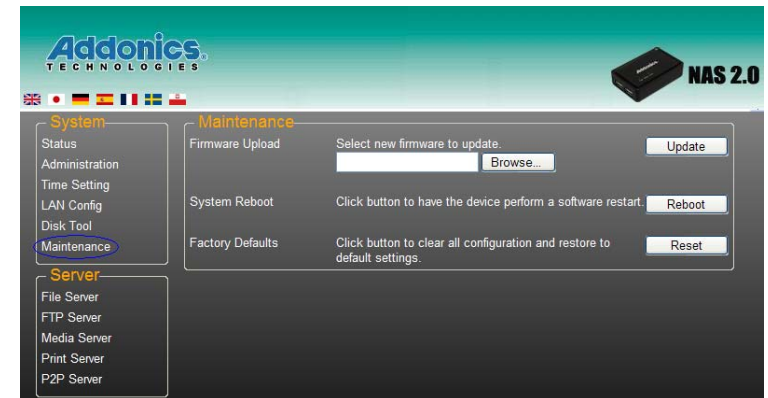 Addonics
TECHNOLOGIES
NAS 2.0
System
Status
Administration
Time Setting
LAN Config
Disk Tool
Maintenance
Server
File Server
FTP Server
Media Server
Print Server
P2P Server
Maintenance
Firmware Upload
Select new firmware to update.
Browse...
Update
System Reboot
Click button to have the device perform a software restart.
Reboot
Factory Defaults
Click button to clear all configuration and restore to
default settings.
Reset